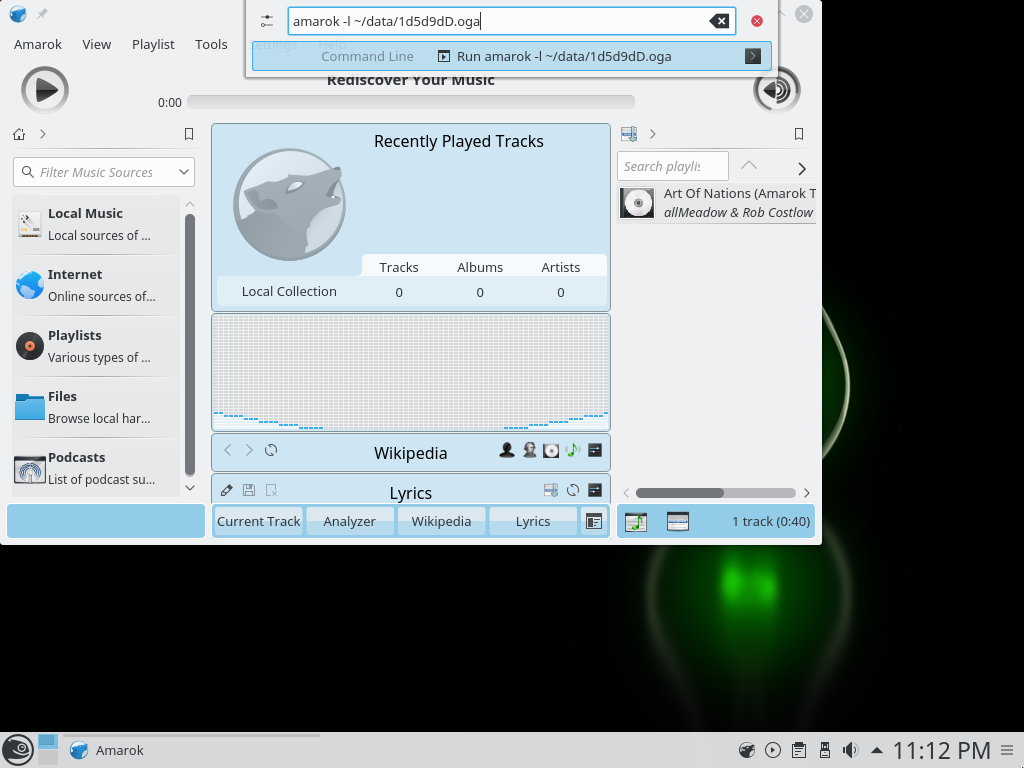 amarok -l ~/data/1d5d9dD.oga
Amarok View Playlist Tools Settings Help
Command Line Run amarok -l ~/data/1d5d9dD.oga
Rediscover Your Music
0:00
Recently Played Tracks
Filter Music Sources
Search playlis
Local Music
Local sources of ...
Art Of Nations (Amarok T
allMeadow & Rob Costlow
Tracks Albums Artists
Internet
Online sources of...
Local Collection 0 0 0
Playlists
Various types of ...
Files
Browse local har...
Wikipedia
Podcasts
List of podcast su...
Lyrics
Current Track Analyzer Wikipedia Lyrics
1 track (0:40)
Amarok
11:12 PM